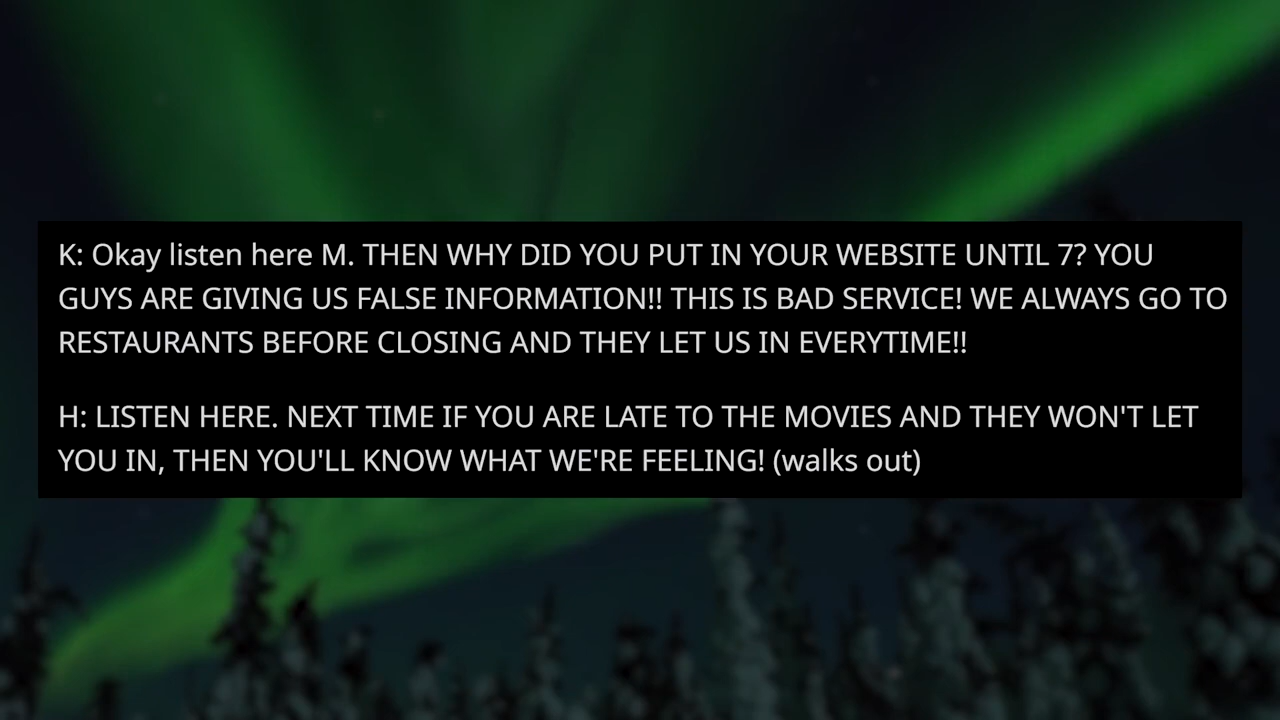 K: Okay listen here M. THEN WHY DID YOU PUT IN YOUR WEBSITE UNTIL 7? YOU
GUYS ARE GIVING US FALSE INFORMATION!! THIS IS BAD SERVICE! WE ALWAYS GO TO
RESTAURANTS BEFORE CLOSING AND THEY LET US IN EVERYTIME!!
H: LISTEN HERE. NEXT TIME IF YOU ARE LATE TO THE MOVIES AND THEY WON'T LET
YOU IN, THEN YOU'LL KNOW WHAT WE'RE FEELING! (walks out)